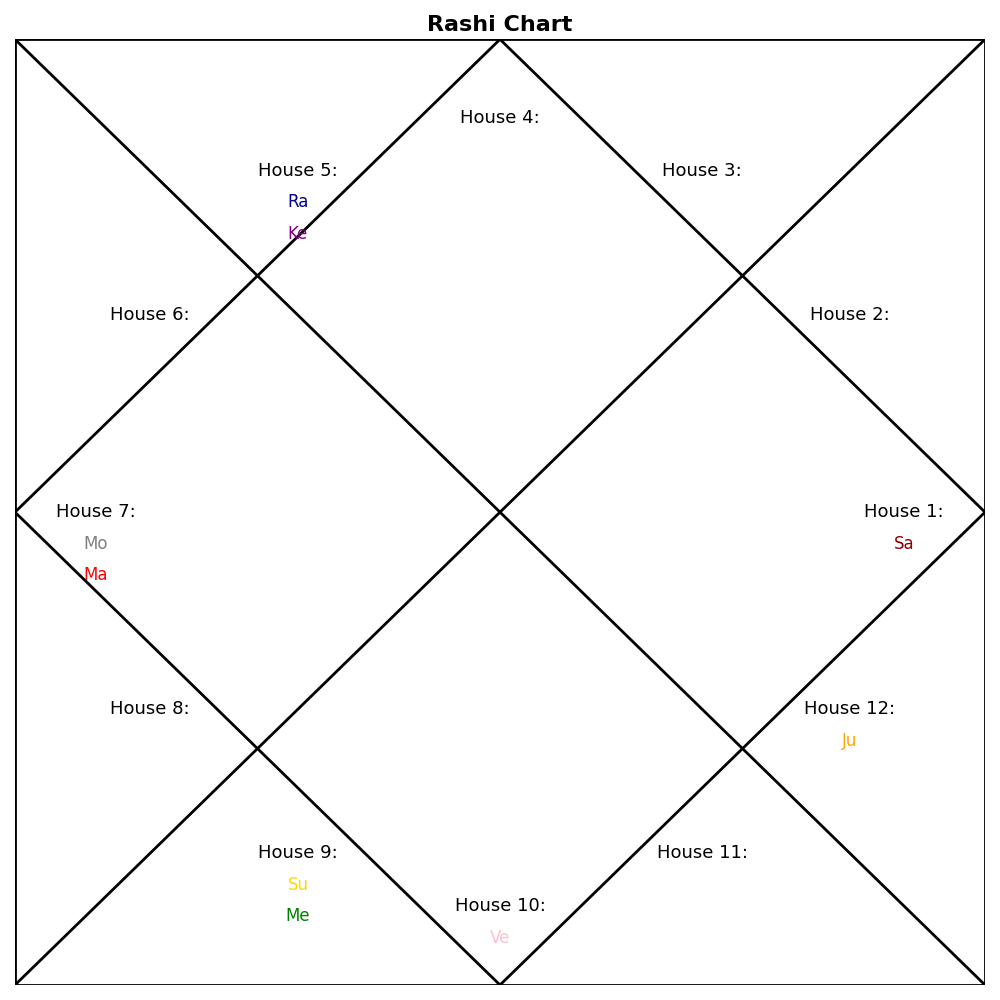 Rashi Chart
House 4:
House 5:
Ra
Ke
House 3:
House 6:
House 2:
House 7:
Mo
Ma
House 1:
Sa
House 8:
House 12:
Ju
House 9:
Su
Me
House 11:
House 10:
Ve